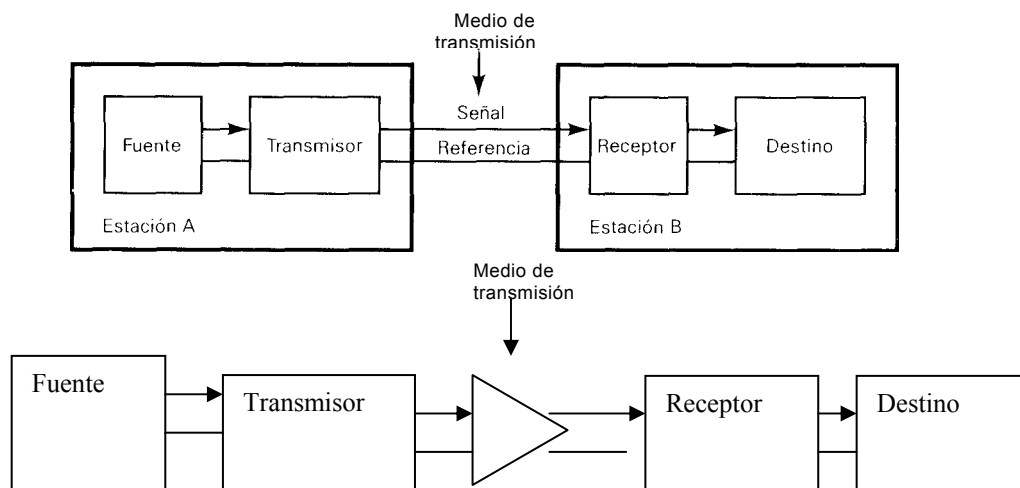 Medio de
transmisión
Señal
Fuente
Transmisor
Referencia
Receptor
Destino
Estación A
Estación B
Medio de
transmisión
Fuente
Transmisor
Receptor
Destino